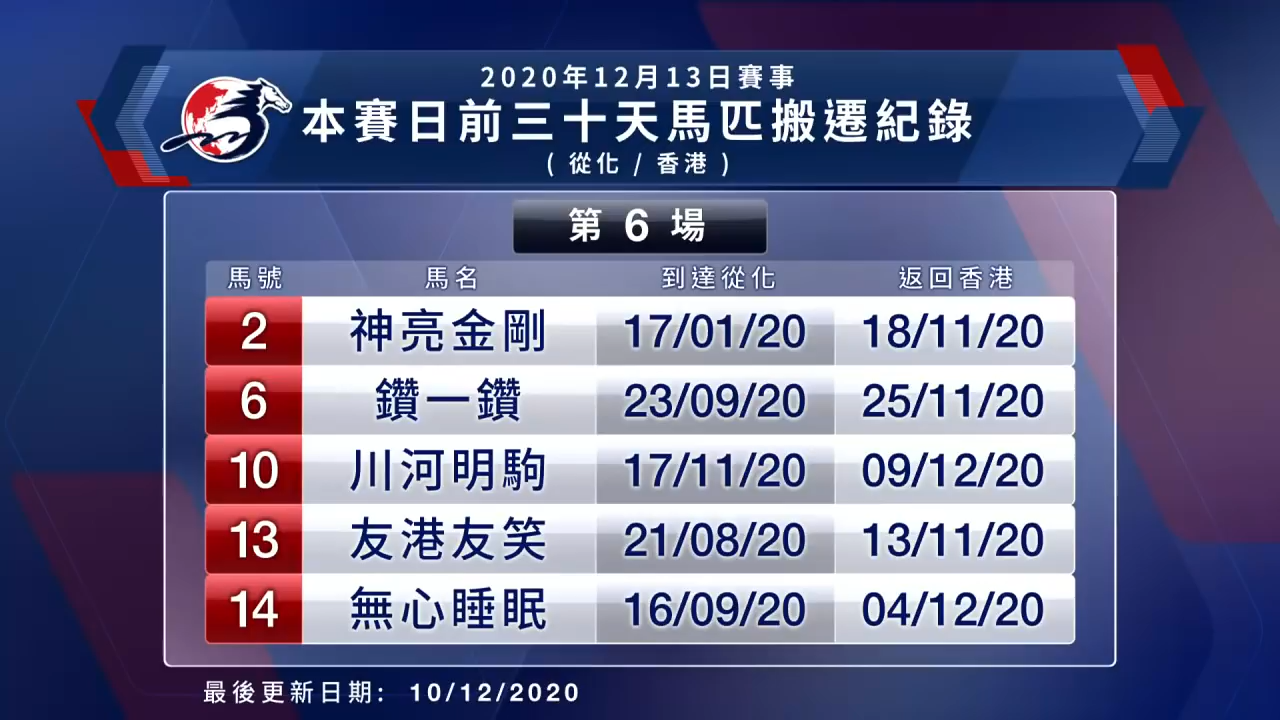 2020年12月13日賽事
本賽日前三十天馬匹搬遷紀錄
( 從化 / 香港 )
第 6 場
馬號 馬名 到達從化 返回香港
2 神亮金剛 17/01/20 18/11/20
6 鑽一鑽 23/09/20 25/11/20
10 川河明駒 17/11/20 09/12/20
13 友港友笑 21/08/20 13/11/20
14 無心睡眠 16/09/20 04/12/20
最後更新日期: 10/12/2020